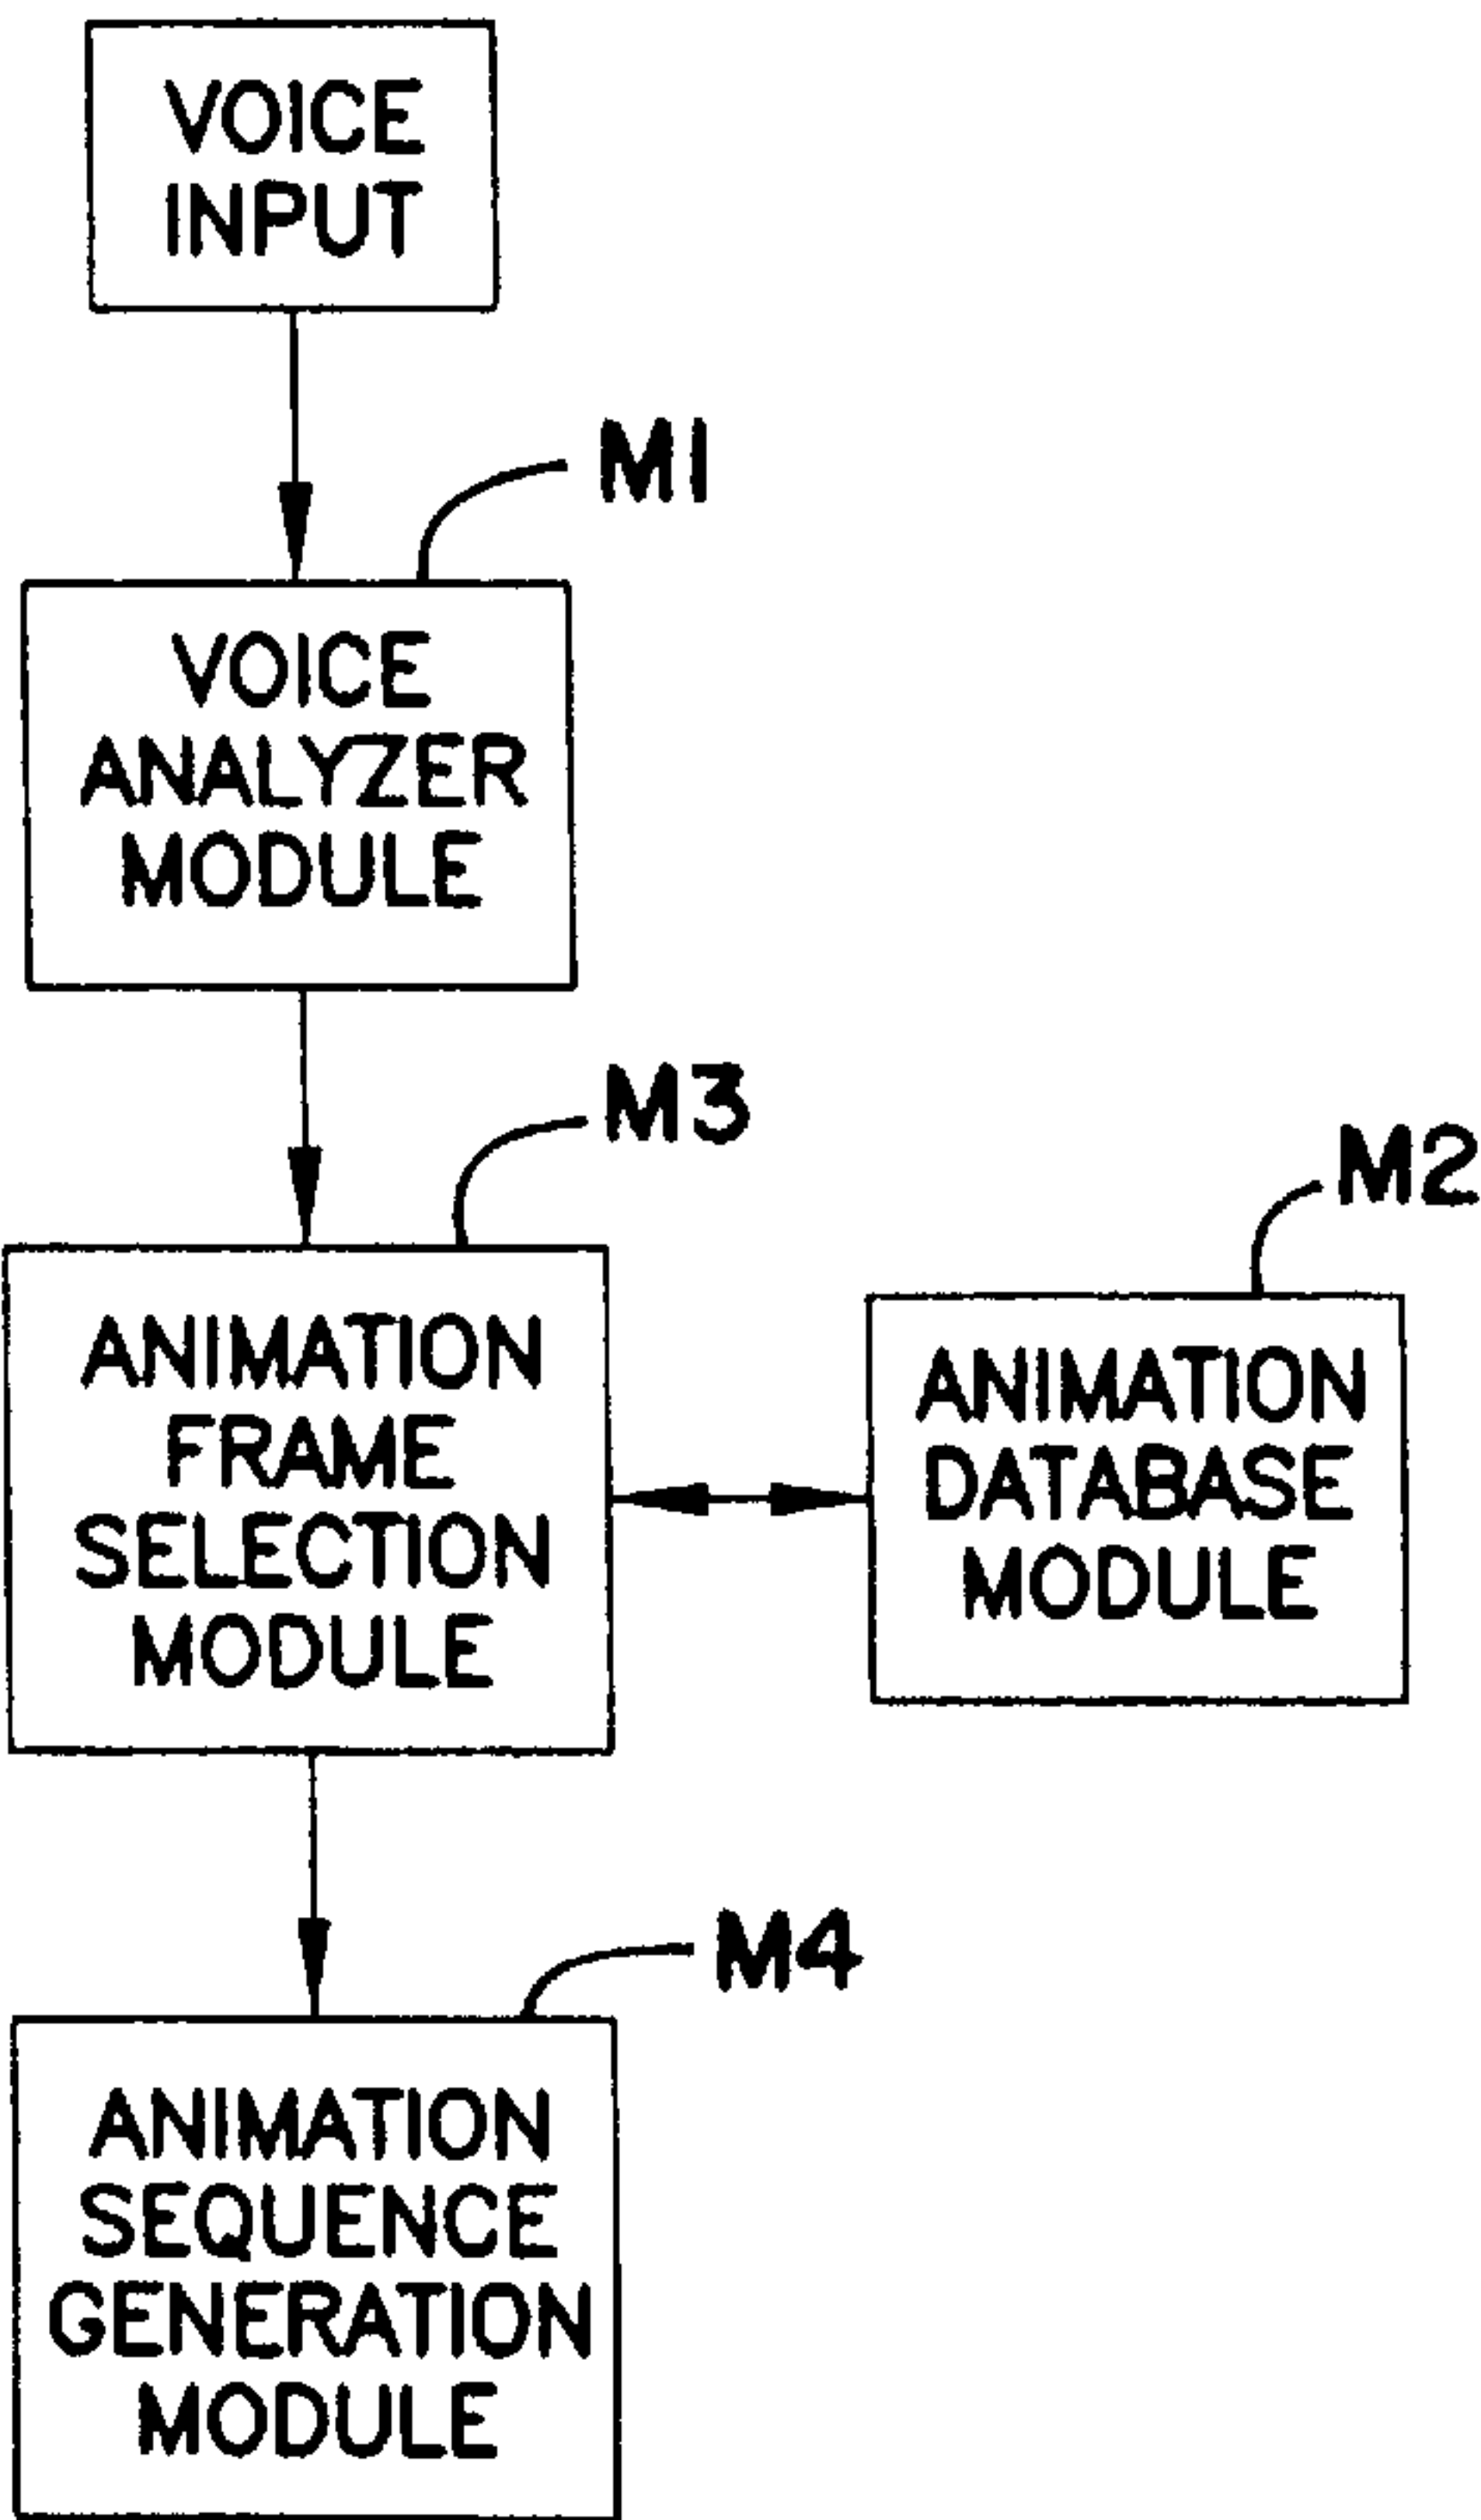 VOICE
INPUT
M1
VOICE
ANALYZER
MODULE
M3
ANIMATION
FRAME
SELECTION
MODULE
M2
ANIMATION
DATABASE
MODULE
M4
ANIMATION
SEQUENCE
GENERATION
MODULE